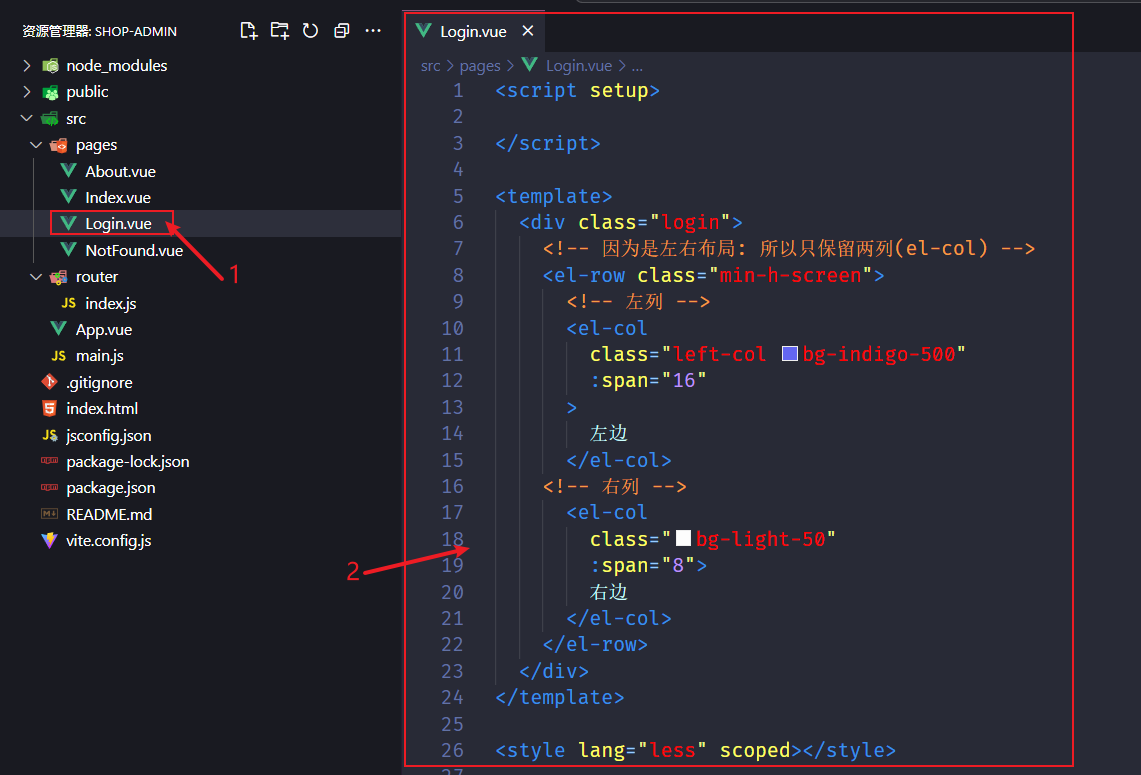 资源管理器: SHOP-ADMIN
node_modules
public
src
pages
About.vue
Index.vue
Login.vue
NotFound.vue
router
JS index.js
App.vue
JS main.js
.gitignore
index.html
JS jsconfig.json
package-lock.json
package.json
README.md
vite.config.js
1
2
Login.vue
src > pages > Login.vue > ...
1 <script setup>
2
3 </script>
4
5 <template>
6 <div class="login">
7 <!-- 因为是左右布局: 所以只保留两列(el-col) -->
8 <el-row class="min-h-screen">
9 <!-- 左列 -->
10 <el-col
11 class="left-col bg-indigo-500"
12 :span="16"
13 >
14 左边
15 </el-col>
16 <!-- 右列 -->
17 <el-col
18 class="bg-light-50"
19 :span="8">
20 右边
21 </el-col>
22 </el-row>
23 </div>
24 </template>
25
26 <style lang="less" scoped></style>
27